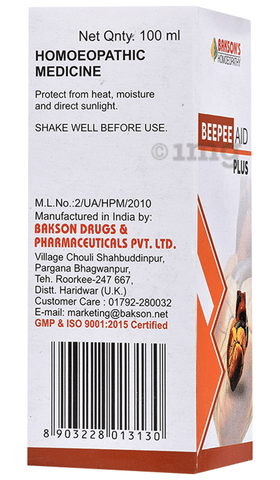 Net Qnty. 100 ml
HOMOEOPATHIC
MEDICINE
Protect from heat, moisture
and direct sunlight.
SHAKE WELL BEFORE USE.
M.L.No.:2/UA/HPM/2010
Manufactured in India by:
BAKSON DRUGS &
PHARMACEUTICALS PVT. LTD.
Village Chouli Shahbuddinpur,
Pargana Bhagwanpur,
Teh. Roorkee-247 667,
Distt. Haridwar (U.K.)
Customer Care : 01792-280032
E-mail: marketing@bakson.net
GMP & ISO 9001:2015 Certified
8 903228 013130
BAKSON'S
HOMOEOPATHY
BEEPEE AID
PLUS
1mg